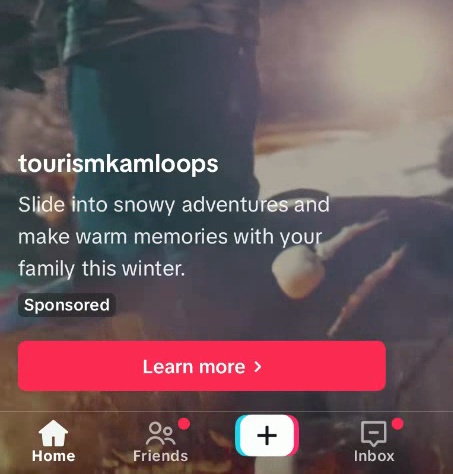 tourismkamloops
Slide into snowy adventures and
make warm memories with your
family this winter.
Sponsored
Learn more >
Home
Friends
Inbox